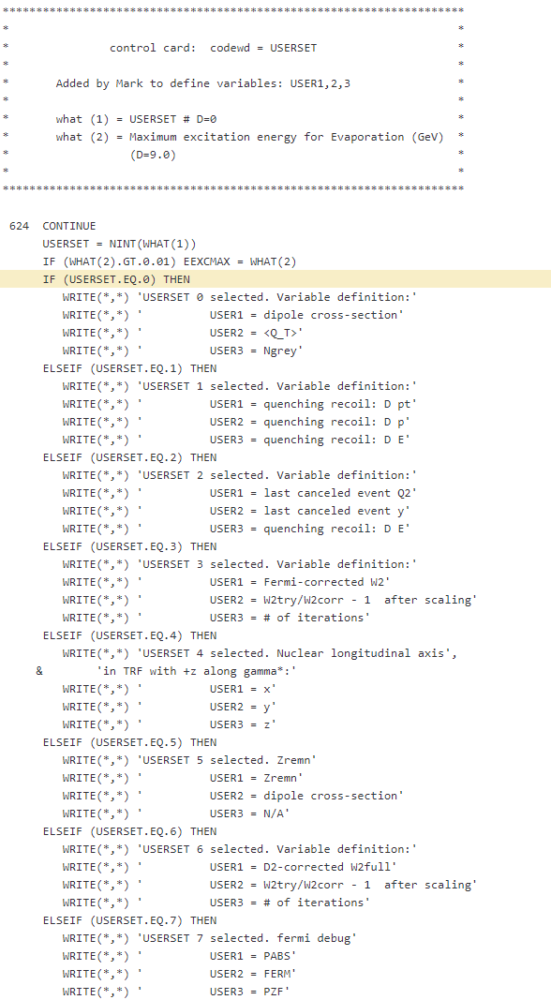 **********************************************************************
*                                                                    *
*               control card:  codewd = USERSET                      *
*                                                                    *
*       Added by Mark to define variables: USER1,2,3                 *
*                                                                    *
*       what (1) = USERSET # D=0                                     *
*       what (2) = Maximum excitation energy for Evaporation (GeV)  *
*                  (D=9.0)                                           *
*                                                                    *
**********************************************************************
 624  CONTINUE
      USERSET = NINT(WHAT(1))
      IF (WHAT(2).GT.0.01) EEXCMAX = WHAT(2)
      IF (USERSET.EQ.0) THEN
         WRITE(*,*) 'USERSET 0 selected. Variable definition:'
         WRITE(*,*) '          USER1 = dipole cross-section'
         WRITE(*,*) '          USER2 = <Q_T>'
         WRITE(*,*) '          USER3 = Ngrey'
      ELSEIF (USERSET.EQ.1) THEN
         WRITE(*,*) 'USERSET 1 selected. Variable definition:'
         WRITE(*,*) '          USER1 = quenching recoil: D pt'
         WRITE(*,*) '          USER2 = quenching recoil: D p'
         WRITE(*,*) '          USER3 = quenching recoil: D E'
      ELSEIF (USERSET.EQ.2) THEN
         WRITE(*,*) 'USERSET 2 selected. Variable definition:'
         WRITE(*,*) '          USER1 = last canceled event Q2'
         WRITE(*,*) '          USER2 = last canceled event y'
         WRITE(*,*) '          USER3 = quenching recoil: D E'
      ELSEIF (USERSET.EQ.3) THEN
         WRITE(*,*) 'USERSET 3 selected. Variable definition:'
         WRITE(*,*) '          USER1 = Fermi-corrected W2'
         WRITE(*,*) '          USER2 = W2try/W2corr - 1  after scaling'
         WRITE(*,*) '          USER3 = # of iterations'
      ELSEIF (USERSET.EQ.4) THEN
         WRITE(*,*) 'USERSET 4 selected. Nuclear longitudinal axis',
     &        'in TRF with +z along gamma*:'
         WRITE(*,*) '          USER1 = x'
         WRITE(*,*) '          USER2 = y'
         WRITE(*,*) '          USER3 = z'
      ELSEIF (USERSET.EQ.5) THEN
         WRITE(*,*) 'USERSET 5 selected. Zremn'
         WRITE(*,*) '          USER1 = Zremn'
         WRITE(*,*) '          USER2 = dipole cross-section'
         WRITE(*,*) '          USER3 = N/A'
      ELSEIF (USERSET.EQ.6) THEN
         WRITE(*,*) 'USERSET 6 selected. Variable definition:'
         WRITE(*,*) '          USER1 = D2-corrected W2full'
         WRITE(*,*) '          USER2 = W2try/W2corr - 1  after scaling'
         WRITE(*,*) '          USER3 = # of iterations'
      ELSEIF (USERSET.EQ.7) THEN
         WRITE(*,*) 'USERSET 7 selected. fermi debug'
         WRITE(*,*) '          USER1 = PABS'
         WRITE(*,*) '          USER2 = FERM'
         WRITE(*,*) '          USER3 = PZF'